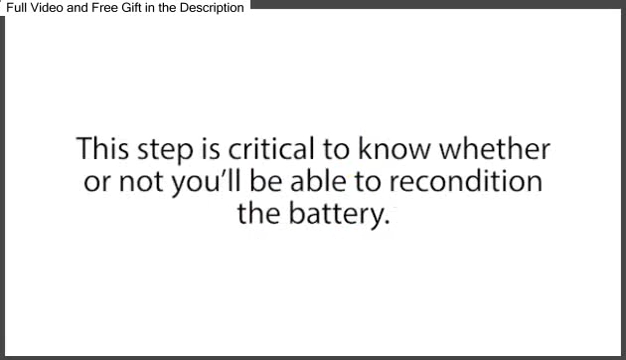 Full Video and Free Gift in the Description
This step is critical to know whether
or not you'll be able to recondition
the battery.